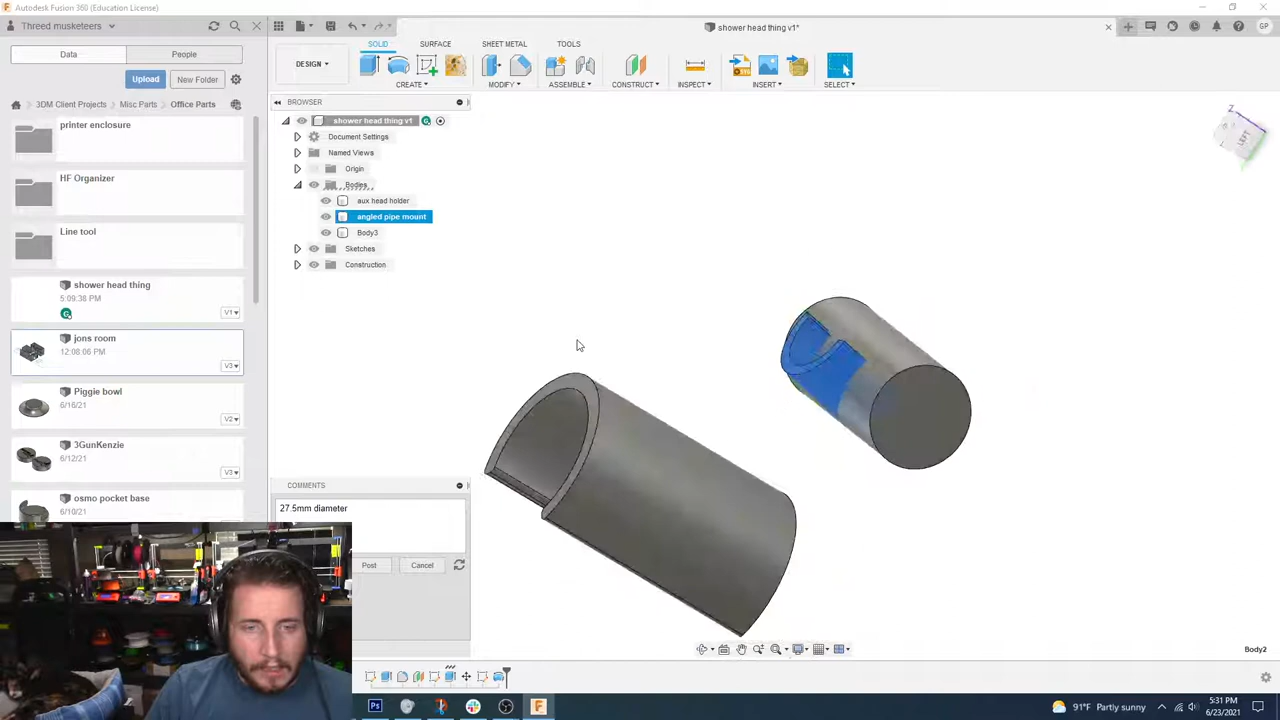 Autodesk Fusion 360 (Education License)
Threed musketeers
shower head thing v1*
GP
Data
People
Upload
New Folder
3DM Client Projects
Misc Parts
Office Parts
printer enclosure
HF Organizer
Line tool
shower head thing
5:09:38 PM
V1
jons room
12:08:06 PM
V3
Piggie bowl
6/16/21
V2
3GunKenzie
6/12/21
V3
osmo pocket base
6/10/21
DESIGN
SOLID
SURFACE
SHEET METAL
TOOLS
CREATE
MODIFY
ASSEMBLE
CONSTRUCT
INSPECT
INSERT
SELECT
BROWSER
shower head thing v1
Document Settings
Named Views
Origin
Bodies
aux head holder
angled pipe mount
Body3
Sketches
Construction
COMMENTS
27.5mm diameter
Post
Cancel
Z
LEFT
Body2
91°F Partly sunny
5:31 PM
6/23/2021